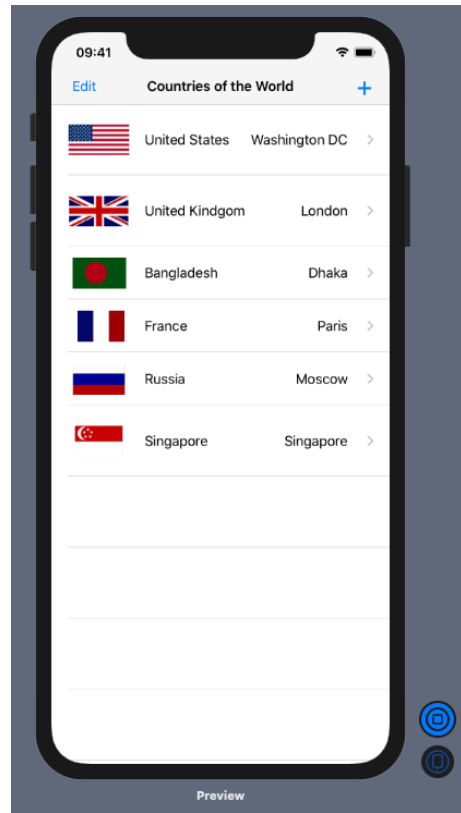 09:41
Edit Countries of the World +
United States Washington DC
United Kindgom London
Bangladesh Dhaka
France Paris
Russia Moscow
Singapore Singapore
Preview